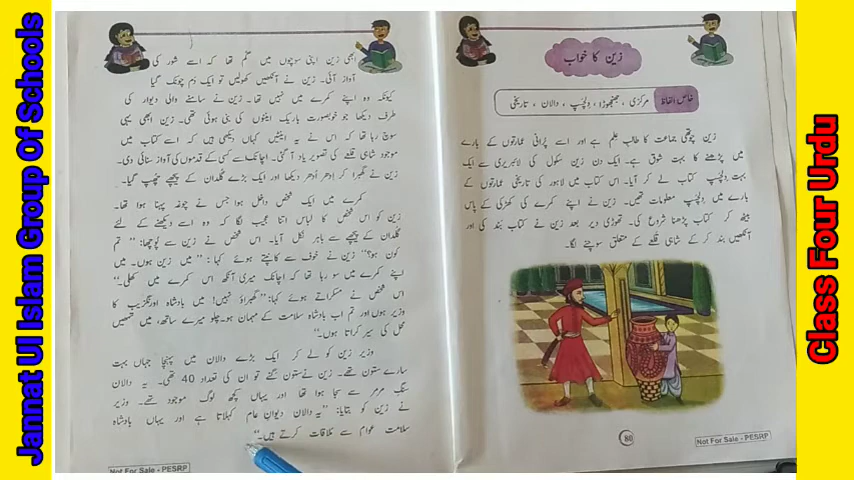 Jannat Ul Islam Group Of Schools
Class Four Urdu
زین کا خواب
خاص الفاظ
مرکزی ، جھنجھوڑا ، دِلچسپ ، دالان ، تاریخی
زین چوتھی جماعت کا طالب علم ہے اور اسے پرانی عمارتوں کے بارے
میں پڑھنے کا بہت شوق ہے۔ ایک دن زین سکول کی لائبریری سے ایک
بہت دِلچسپ کتاب لے کر آیا۔ اس کتاب میں لاہور کی تاریخی عمارتوں کے
بارے میں دِلچسپ معلومات تھیں۔ زین نے اپنے کمرے کی کھڑکی کے پاس
بیٹھ کر کتاب پڑھنا شروع کی۔ تھوڑی دیر بعد زین نے کتاب بند کی اور
آنکھیں بند کر کے شاہی قلعے کے متعلق سوچنے لگا۔
80
Not For Sale - PESRP
ابھی زین اپنی سوچوں میں گم تھا کہ اسے شور کی
آواز آئی۔ زین نے آنکھیں کھولیں تو ایک دَم چونک گیا
کیونکہ وہ اپنے کمرے میں نہیں تھا۔ زین نے سامنے والی دیوار کی
طرف دیکھا جو خوبصورت باریک اینٹوں کی بنی ہوئی تھی۔ زین ابھی یہی
سوچ رہا تھا کہ اس نے یہ اینٹیں کہاں دیکھی ہیں کہ اسے کتاب میں
موجود شاہی قلعے کی تصویر یاد آ گئی۔ اچانک اسے کسی کے قدموں کی آواز سنائی دی۔
زین نے گھبرا کر اِدھر اُدھر دیکھا اور ایک بڑے گلدان کے پیچھے چُھپ گیا۔
کمرے میں ایک شخص داخل ہوا جس نے چوغہ پہنا ہوا تھا۔
زین کو اس شخص کا لباس اتنا عجیب لگا کہ وہ اسے دیکھنے کے لئے
گلدان کے پیچھے سے باہر نکل آیا۔ اس شخص نے زین سے پُوچھا: ”تم
کون ہو؟“ زین نے خوف سے کانپتے ہوئے کہا: ”میں زین ہوں۔ میں
اپنے کمرے میں سو رہا تھا کہ اچانک میری آنکھ اس کمرے میں کھلی۔“
اس شخص نے مسکراتے ہوئے کہا: ”گھبراؤ نہیں! میں بادشاہ اورنگزیب کا
وزیر ہوں اور تم اب بادشاہ سلامت کے مہمان ہو۔ چلو میرے ساتھ، میں تمھیں
محل کی سیر کراتا ہوں۔“
وزیر زین کو لے کر ایک بڑے دالان میں پہنچا جہاں بہت
سارے ستون تھے۔ زین نے ستون گنے تو ان کی تعداد 40 تھی۔ یہ دالان
سنگِ مرمر سے سجا ہوا تھا اور یہاں کچھ لوگ موجود تھے۔ وزیر
نے زین کو بتایا: ”یہ دالان دیوانِ عام کہلاتا ہے اور یہاں بادشاہ
سلامت عوام سے ملاقات کرتے ہیں۔“
Not For Sale - PESRP